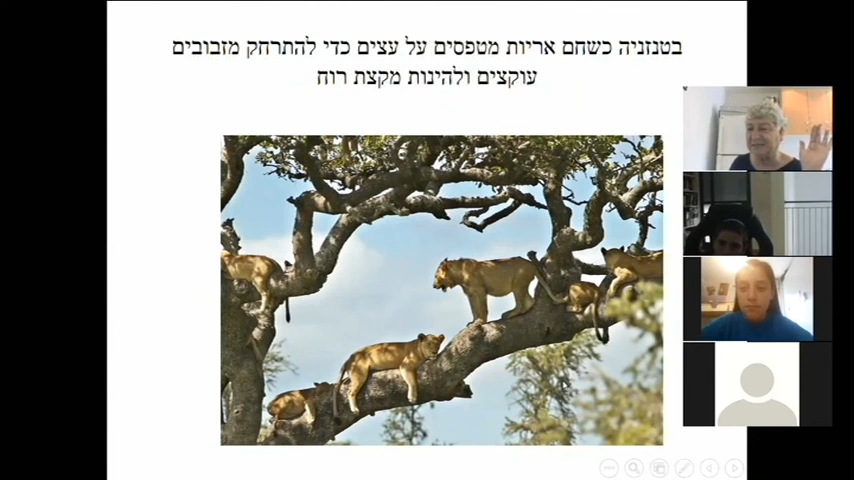 בטנזניה כשחם אריות מטפסים על עצים כדי להתרחק מזבובים
עוקצים ולהינות מקצת רוח